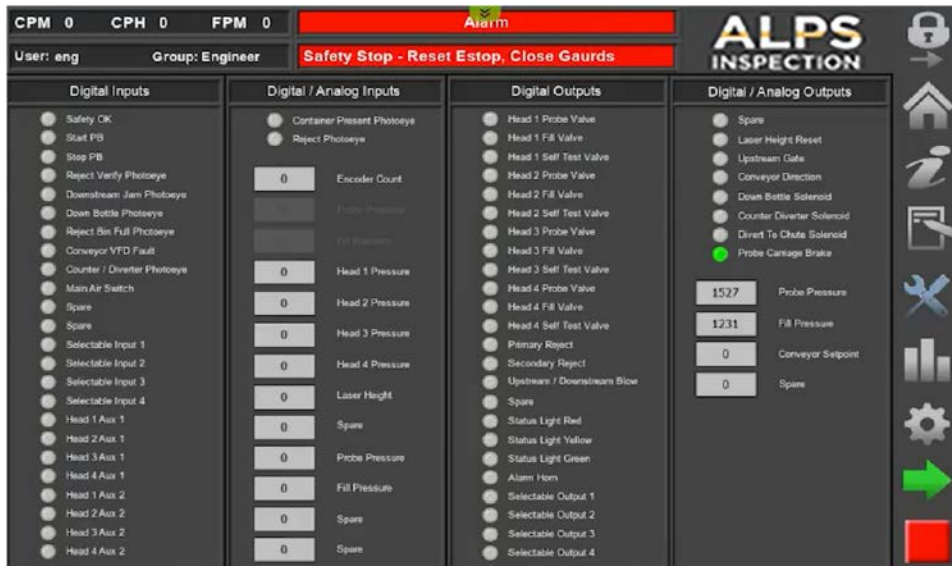 CPM 0 CPH 0 FPM 0
Alarm
ALPS
INSPECTION
User: eng Group: Engineer
Safety Stop - Reset Estop, Close Gaurds
Digital Inputs
Safety OK
Start PB
Stop PB
Reject Verify Photoeye
Downstream Jam Photoeye
Down Bottle Photoeye
Reject Bin Full Photoeye
Conveyor VFD Fault
Counter / Diverter Photoeye
Main Air Switch
Spare
Spare
Selectable Input 1
Selectable Input 2
Selectable Input 3
Selectable Input 4
Head 1 Aux 1
Head 2 Aux 1
Head 3 Aux 1
Head 4 Aux 1
Head 1 Aux 2
Head 2 Aux 2
Head 3 Aux 2
Head 4 Aux 2
Digital / Analog Inputs
Container Present Photoeye
Reject Photoeye
0 Encoder Count
Probe Pressure
Fill Pressure
0 Head 1 Pressure
0 Head 2 Pressure
0 Head 3 Pressure
0 Head 4 Pressure
0 Laser Height
0 Spare
0 Probe Pressure
0 Fill Pressure
0 Spare
0 Spare
Digital Outputs
Head 1 Probe Valve
Head 1 Fill Valve
Head 1 Self Test Valve
Head 2 Probe Valve
Head 2 Fill Valve
Head 2 Self Test Valve
Head 3 Probe Valve
Head 3 Fill Valve
Head 3 Self Test Valve
Head 4 Probe Valve
Head 4 Fill Valve
Head 4 Self Test Valve
Primary Reject
Secondary Reject
Upstream / Downstream Blow
Spare
Status Light Red
Status Light Yellow
Status Light Green
Alarm Horn
Selectable Output 1
Selectable Output 2
Selectable Output 3
Selectable Output 4
Digital / Analog Outputs
Spare
Laser Height Reset
Upstream Gate
Conveyor Direction
Down Bottle Solenoid
Counter Diverter Solenoid
Divert To Chute Solenoid
Probe Carriage Brake
1527 Probe Pressure
1231 Fill Pressure
0 Conveyor Setpoint
0 Spare